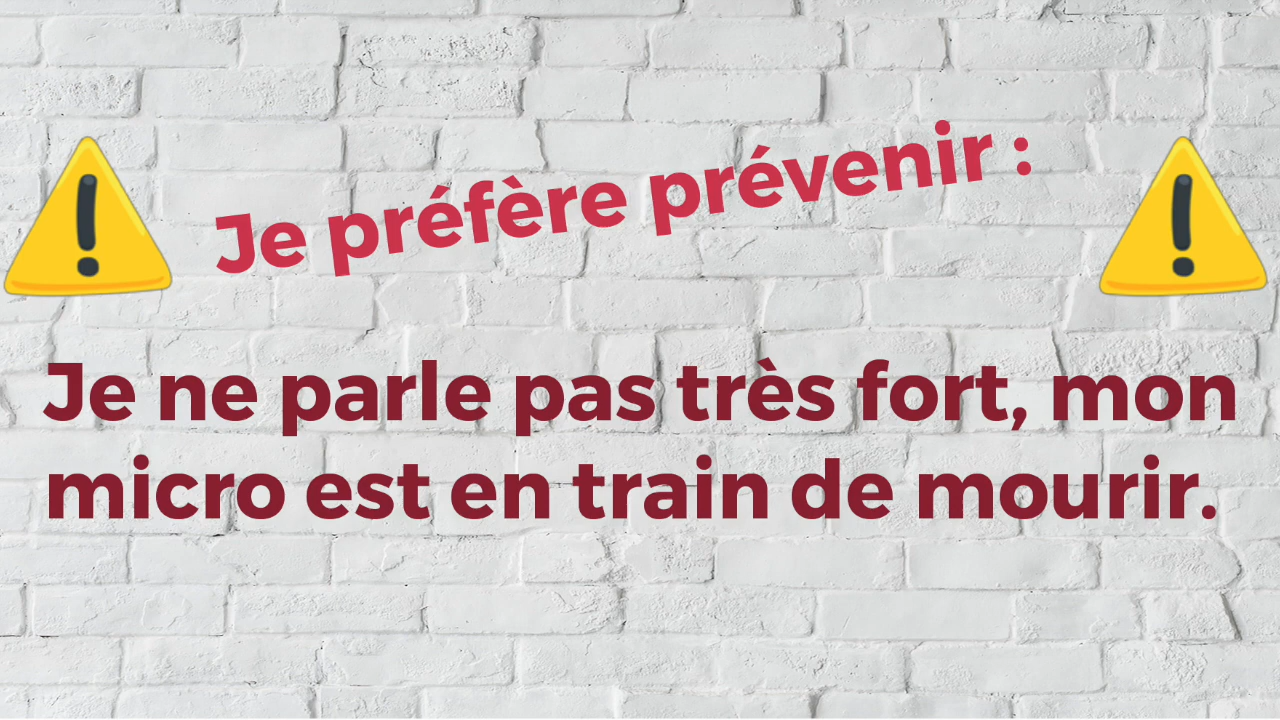 Je préfère prévenir :
Je ne parle pas très fort, mon
micro est en train de mourir.